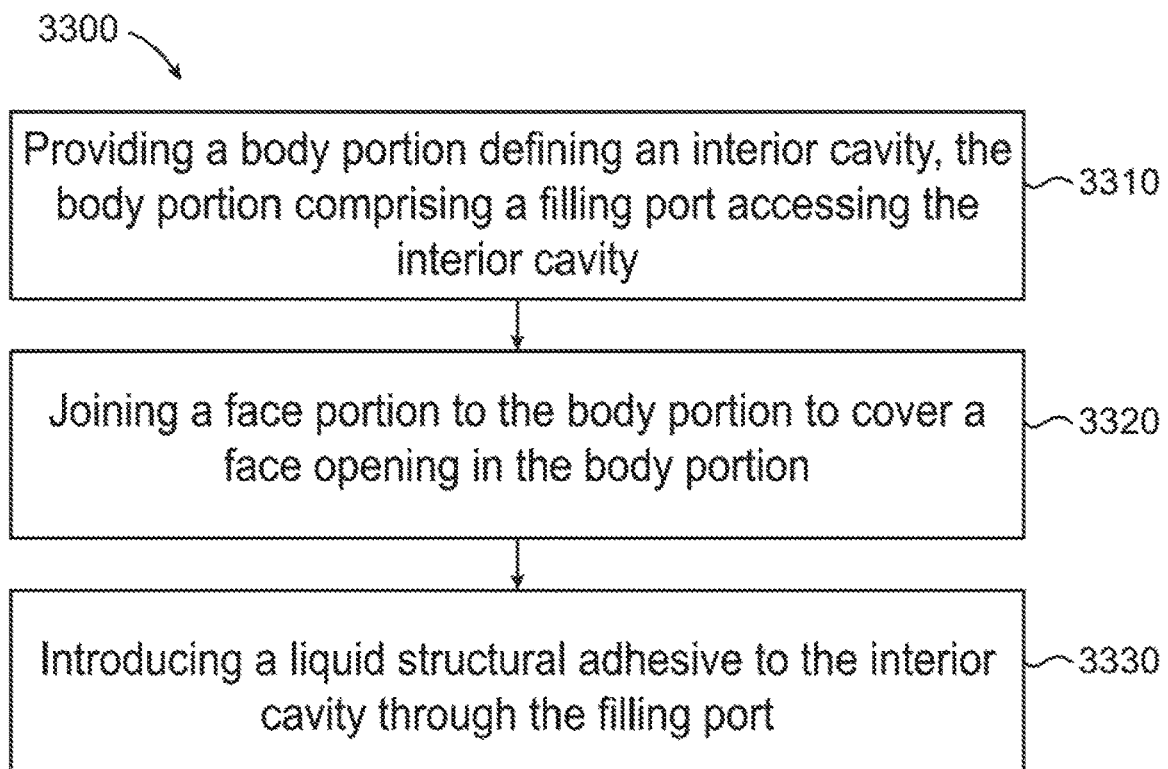 3300
Providing a body portion defining an interior cavity, the
body portion comprising a filling port accessing the
interior cavity
3310
Joining a face portion to the body portion to cover a
face opening in the body portion
3320
Introducing a liquid structural adhesive to the interior
cavity through the filling port
3330